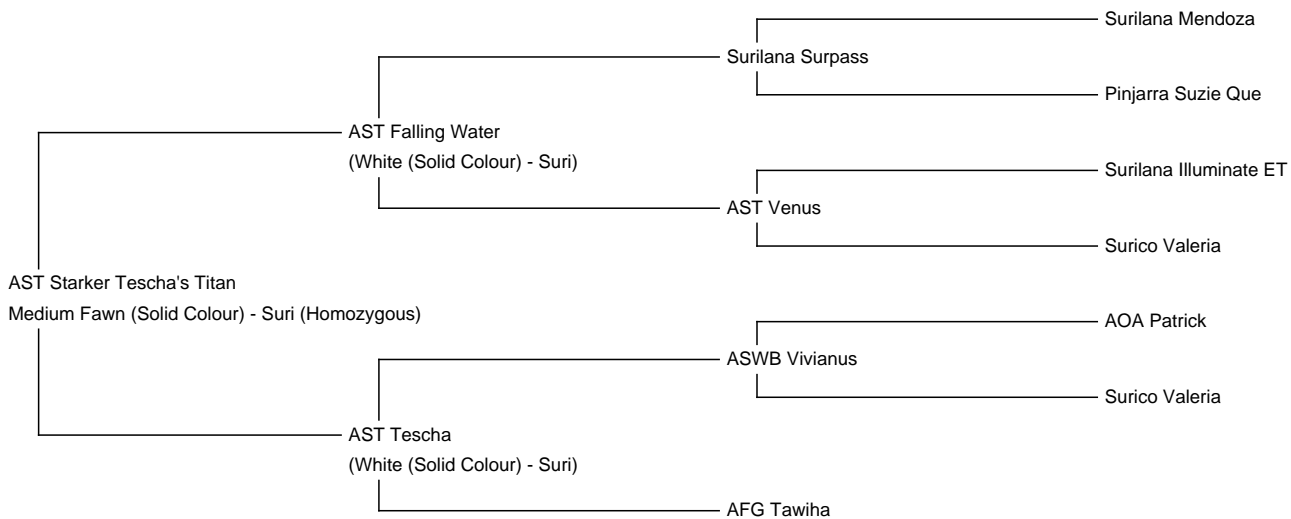 Surilana Mendoza
Surilana Surpass
Pinjarra Suzie Que
AST Falling Water
(White (Solid Colour) - Suri)
Surilana Illuminate ET
AST Venus
Surico Valeria
AST Starker Tescha's Titan
Medium Fawn (Solid Colour) - Suri (Homozygous)
AOA Patrick
ASWB Vivianus
Surico Valeria
AST Tescha
(White (Solid Colour) - Suri)
AFG Tawiha